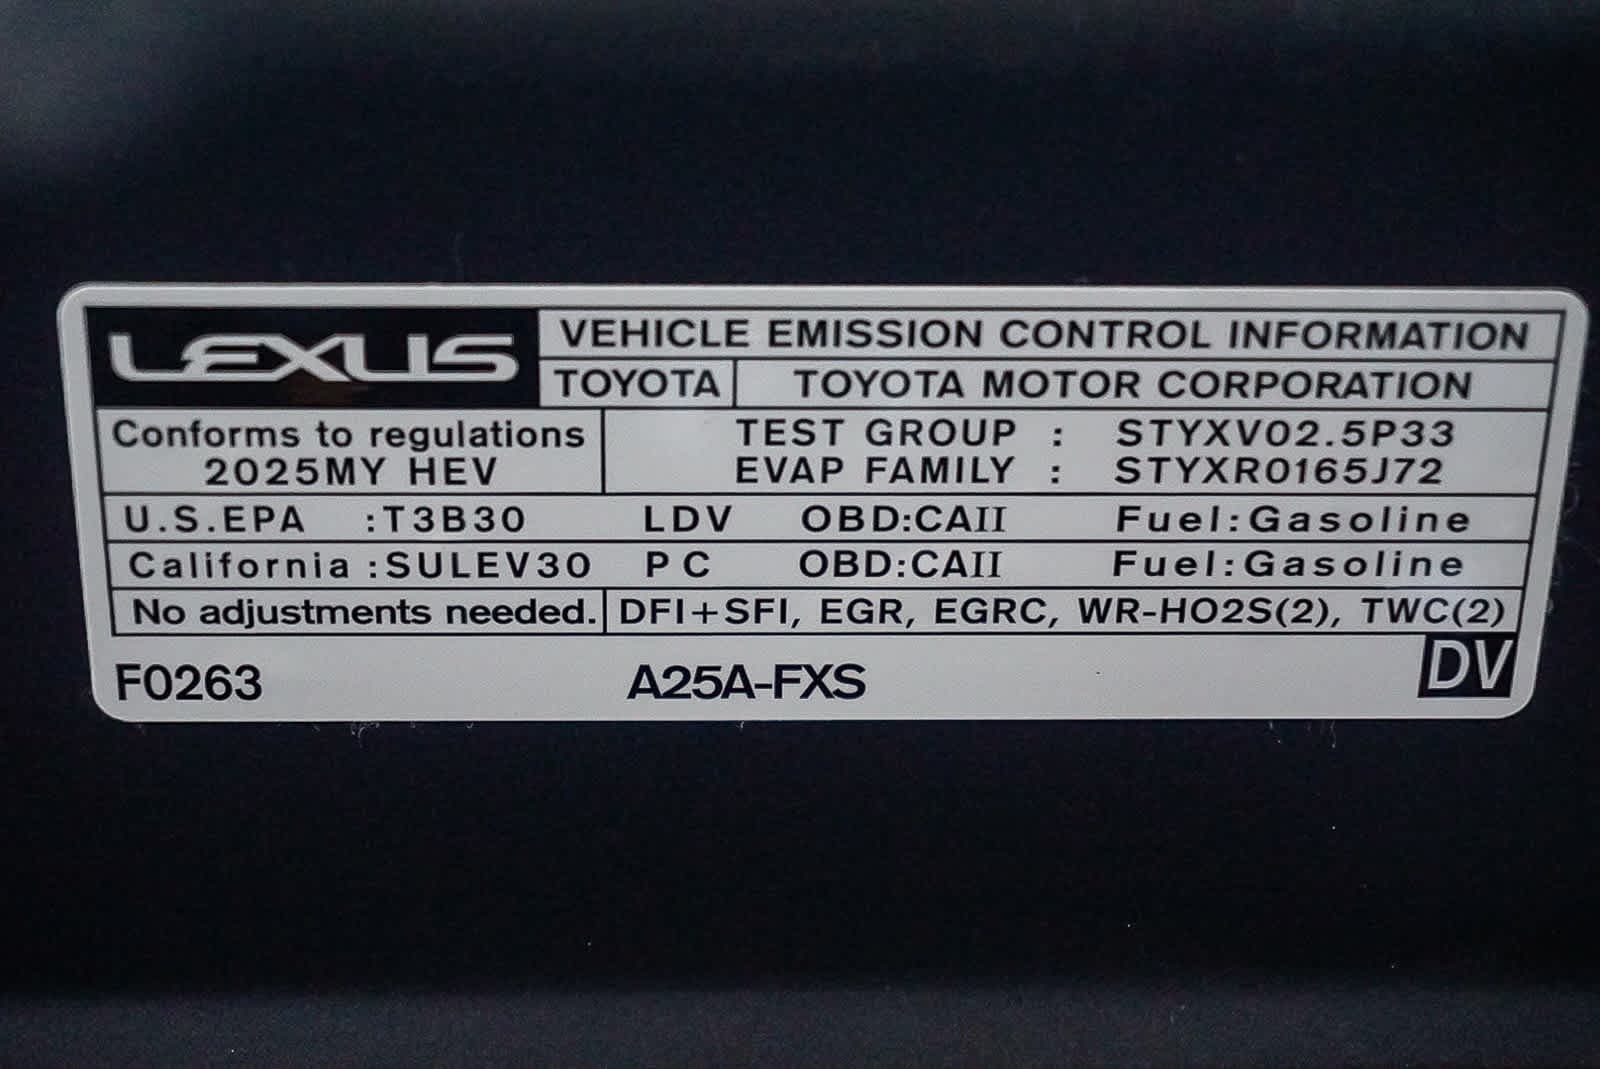 LEXUS VEHICLE EMISSION CONTROL INFORMATION
TOYOTA TOYOTA MOTOR CORPORATION
Conforms to regulations
2025MY HEV
TEST GROUP : STYXV02.5P33
EVAP FAMILY : STYXR0165J72
U.S.EPA :T3B30 LDV OBD:CAII Fuel:Gasoline
California :SULEV30 PC OBD:CAII Fuel:Gasoline
No adjustments needed. DFI+SFI, EGR, EGRC, WR-HO2S(2), TWC(2)
F0263 A25A-FXS DV